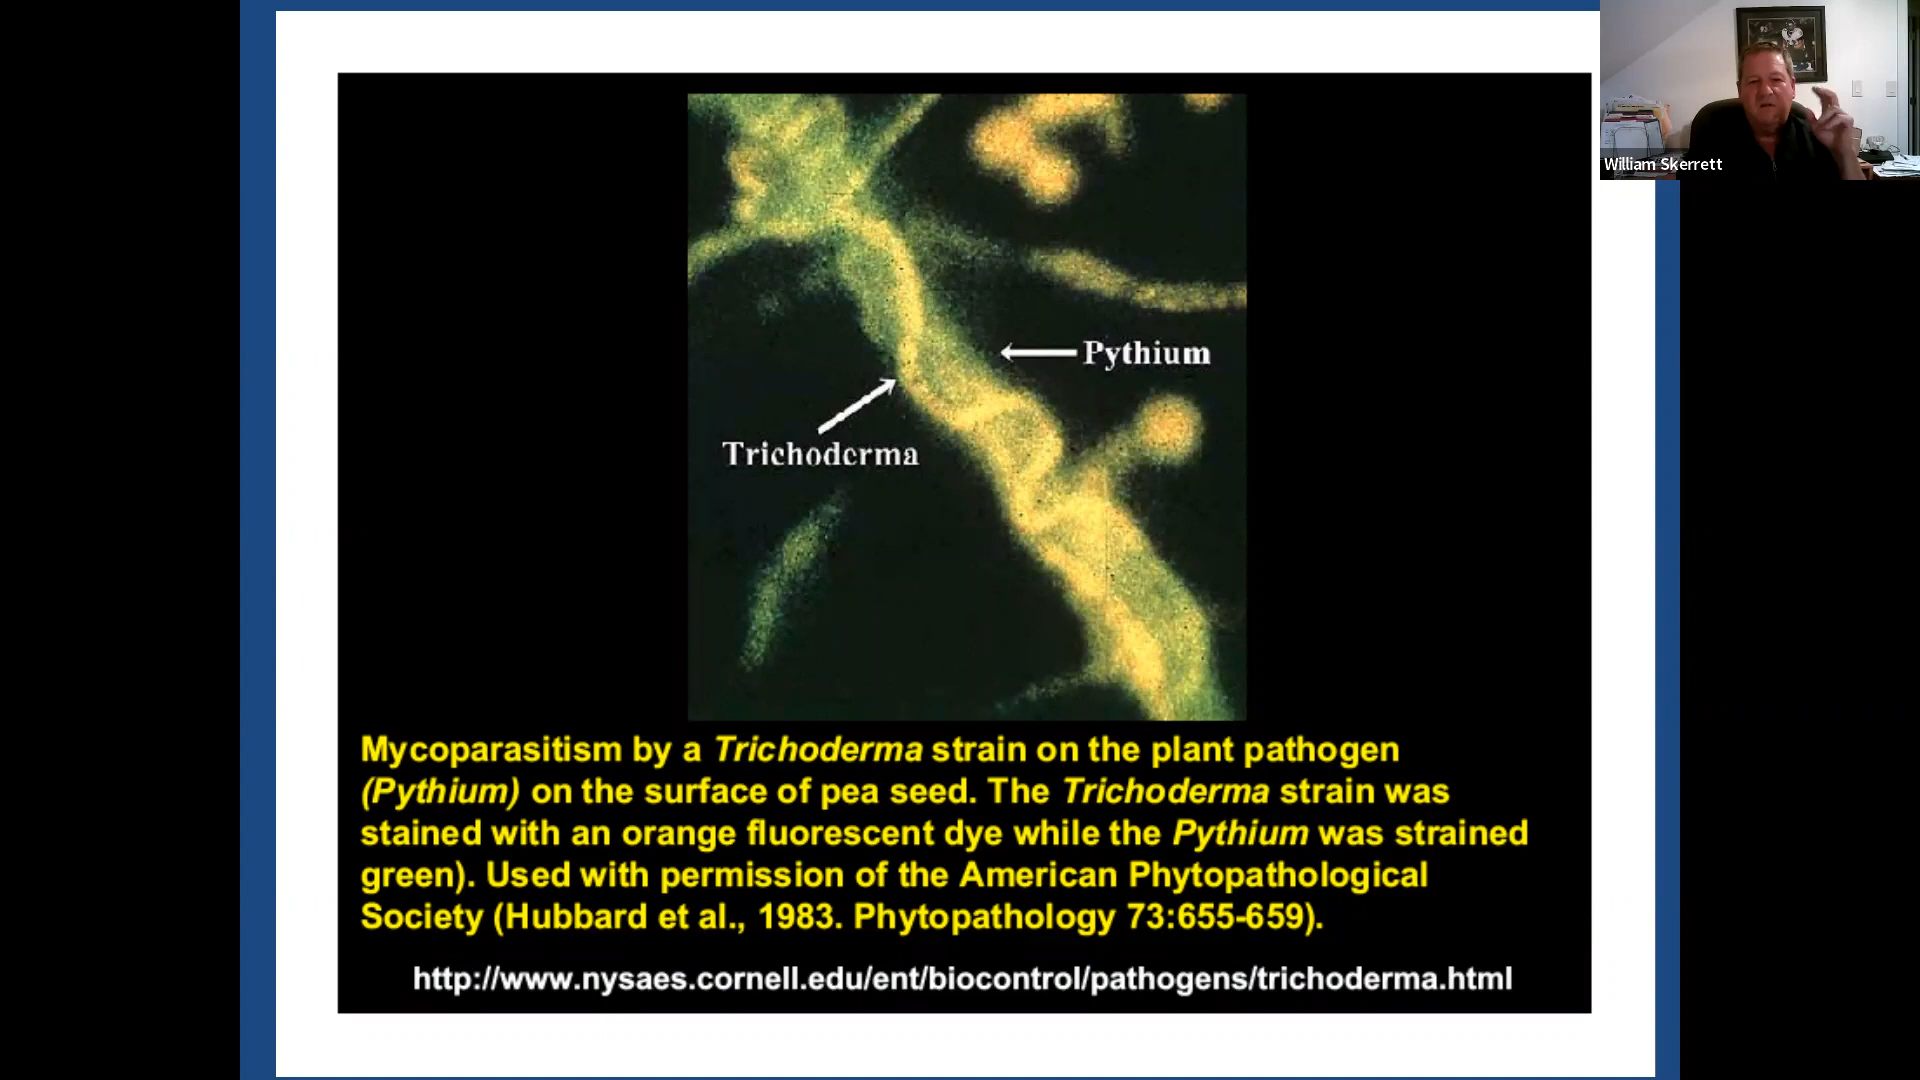 William Skerrett
Pythium
Trichoderma
Mycoparasitism by a Trichoderma strain on the plant pathogen
(Pythium) on the surface of pea seed. The Trichoderma strain was
stained with an orange fluorescent dye while the Pythium was strained
green). Used with permission of the American Phytopathological
Society (Hubbard et al., 1983. Phytopathology 73:655-659).
http://www.nysaes.cornell.edu/ent/biocontrol/pathogens/trichoderma.html